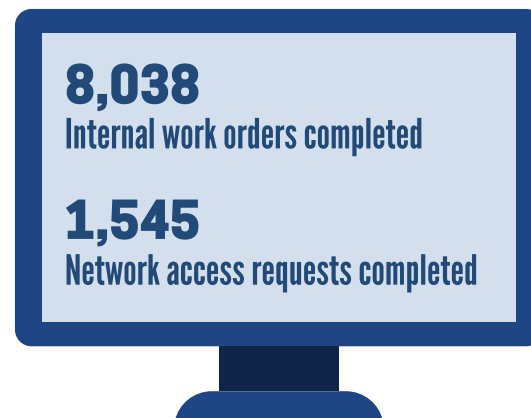 8,038
Internal work orders completed
1,545
Network access requests completed